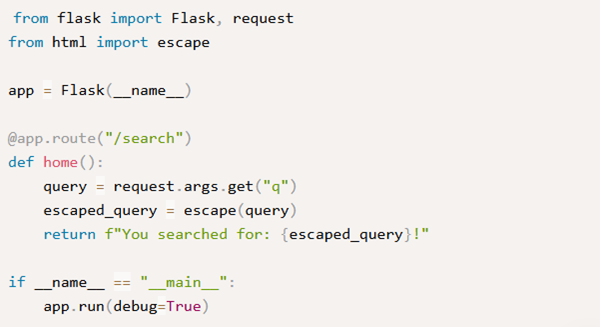 from flask import Flask, request
from html import escape

app = Flask(__name__)

@app.route("/search")
def home():
    query = request.args.get("q")
    escaped_query = escape(query)
    return f"You searched for: {escaped_query}!"

if __name__ == "__main__":
    app.run(debug=True)